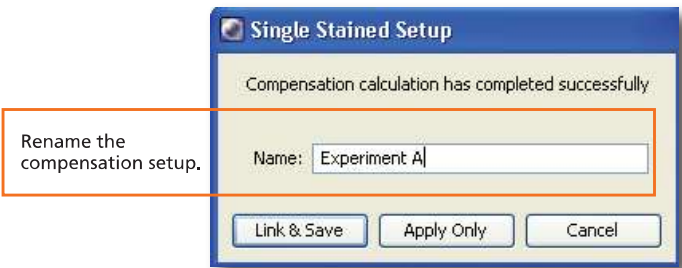 Single Stained Setup
Compensation calculation has completed successfully
Rename the
compensation setup.
Name: Experiment A
Link & Save Apply Only Cancel